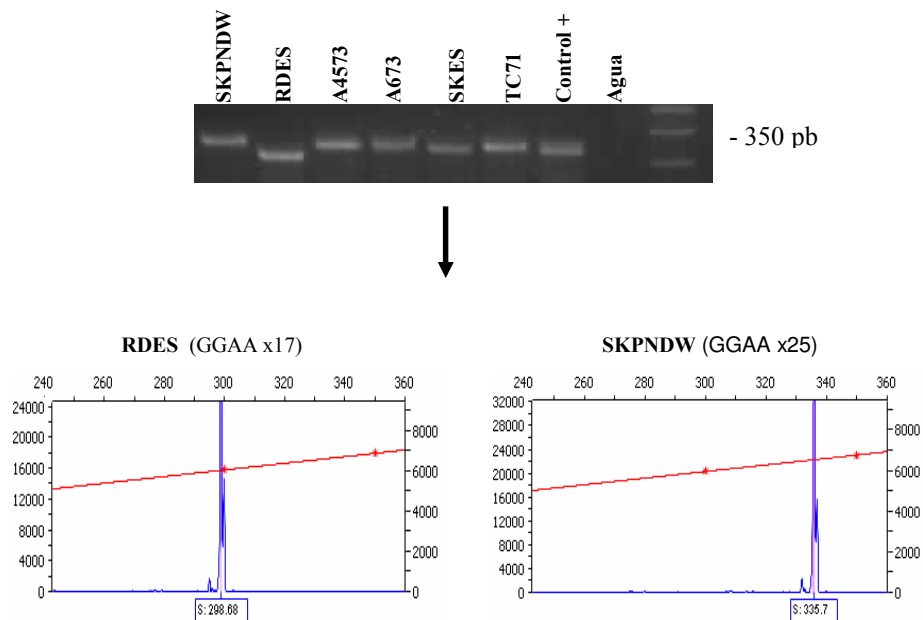 SKPNDW
RDES
A4573
A673
SKES
TC71
Control +
Agua
- 350 pb
RDES (GGAA x17)
240 260 280 300 320 340 360
24000
20000
16000
12000
8000
4000
0
8000
6000
4000
2000
0
S: 298.68
SKPNDW (GGAA x25)
240 260 280 300 320 340 360
32000
28000
24000
20000
16000
12000
8000
4000
0
8000
6000
4000
2000
0
S: 335.7